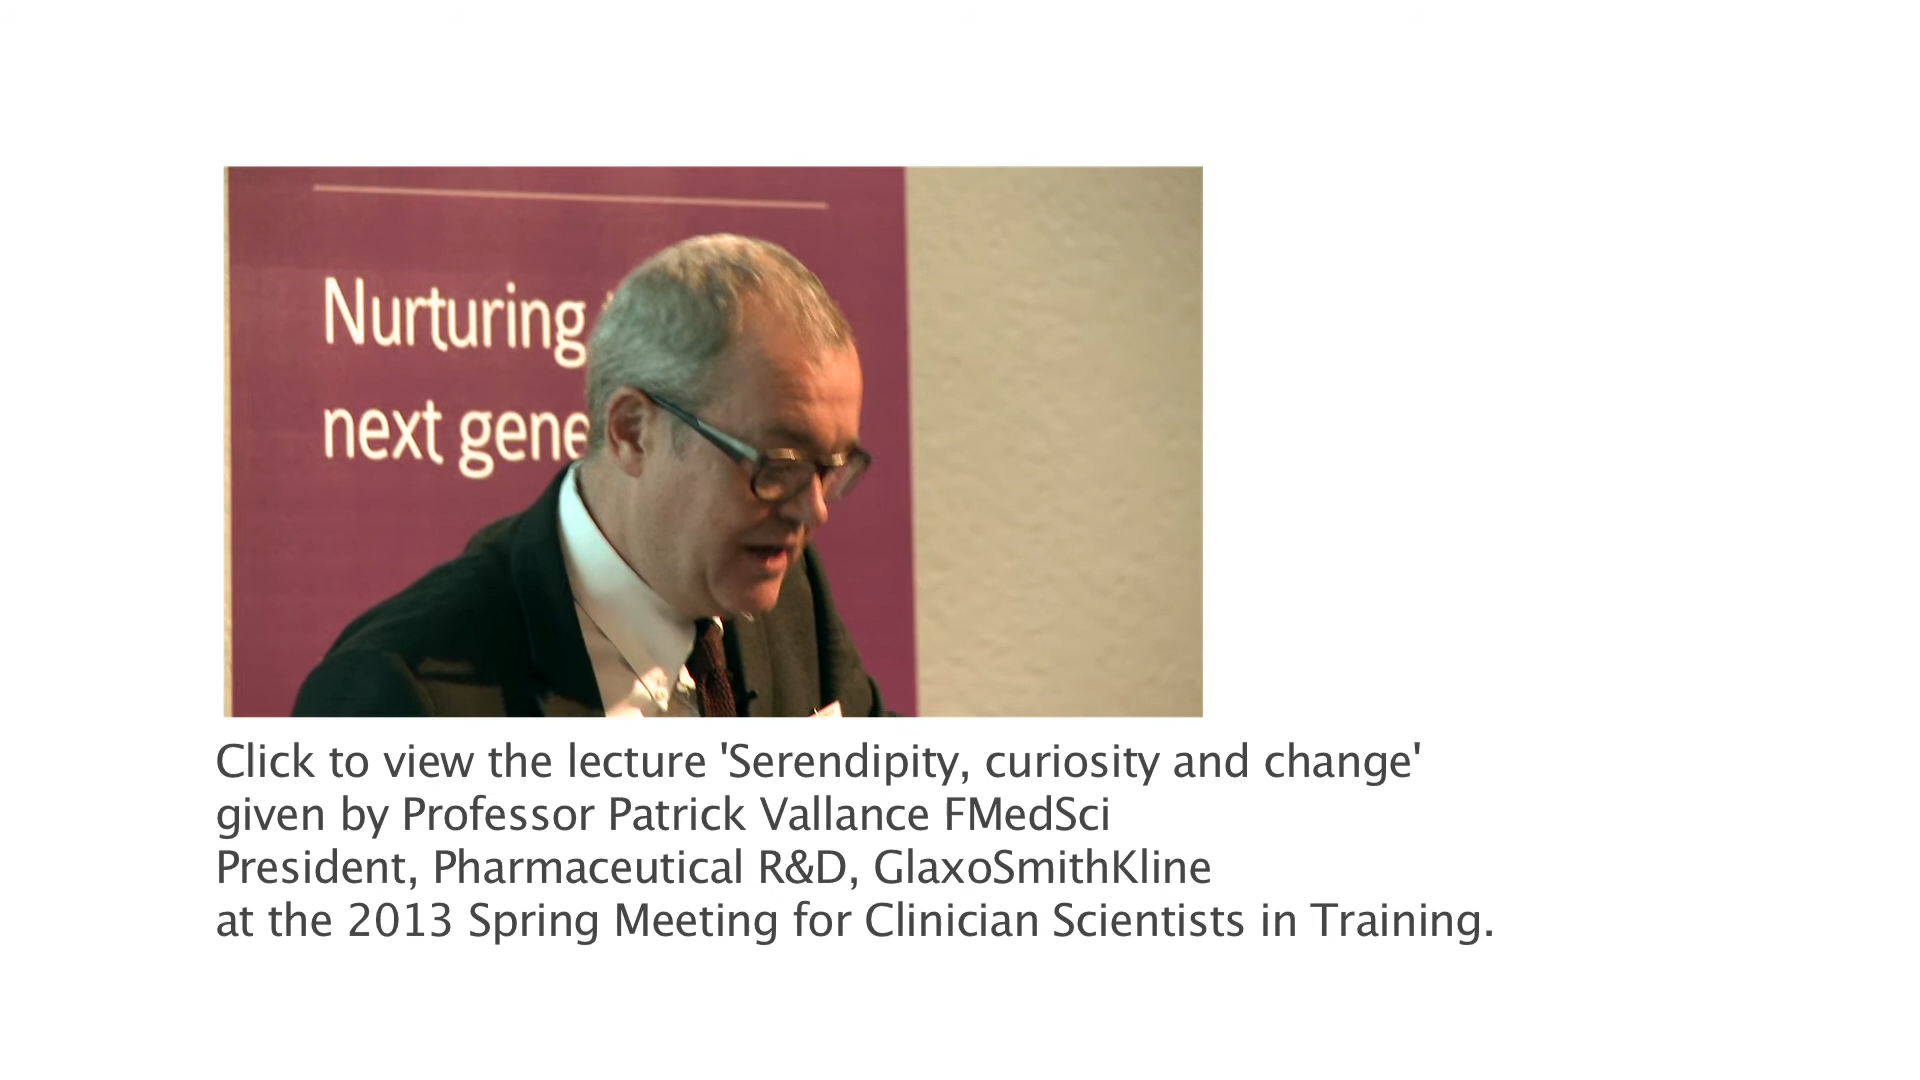 Nurturing
next gene
Click to view the lecture 'Serendipity, curiosity and change'
given by Professor Patrick Vallance FMedSci
President, Pharmaceutical R&D, GlaxoSmithKline
at the 2013 Spring Meeting for Clinician Scientists in Training.